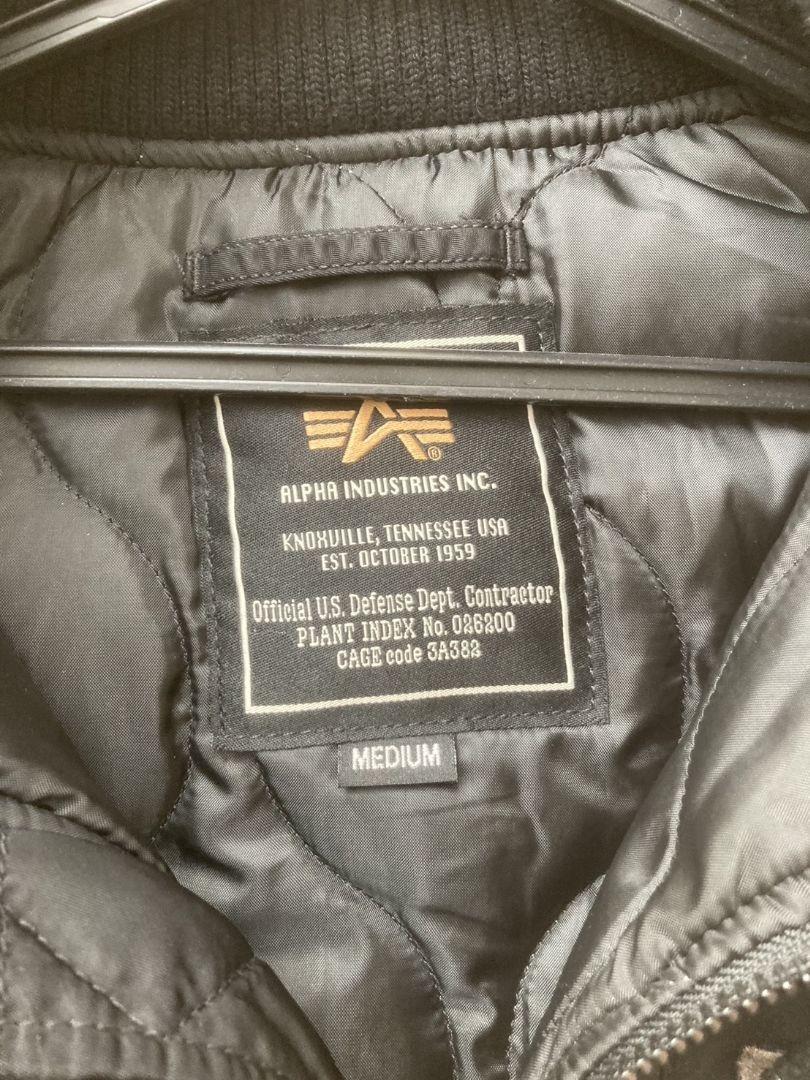 ALPHA INDUSTRIES INC.
KNOXVILLE, TENNESSEE USA
EST. OCTOBER 1959
Official U.S. Defense Dept. Contractor
PLANT INDEX No. 026200
CAGE code 3A382
MEDIUM